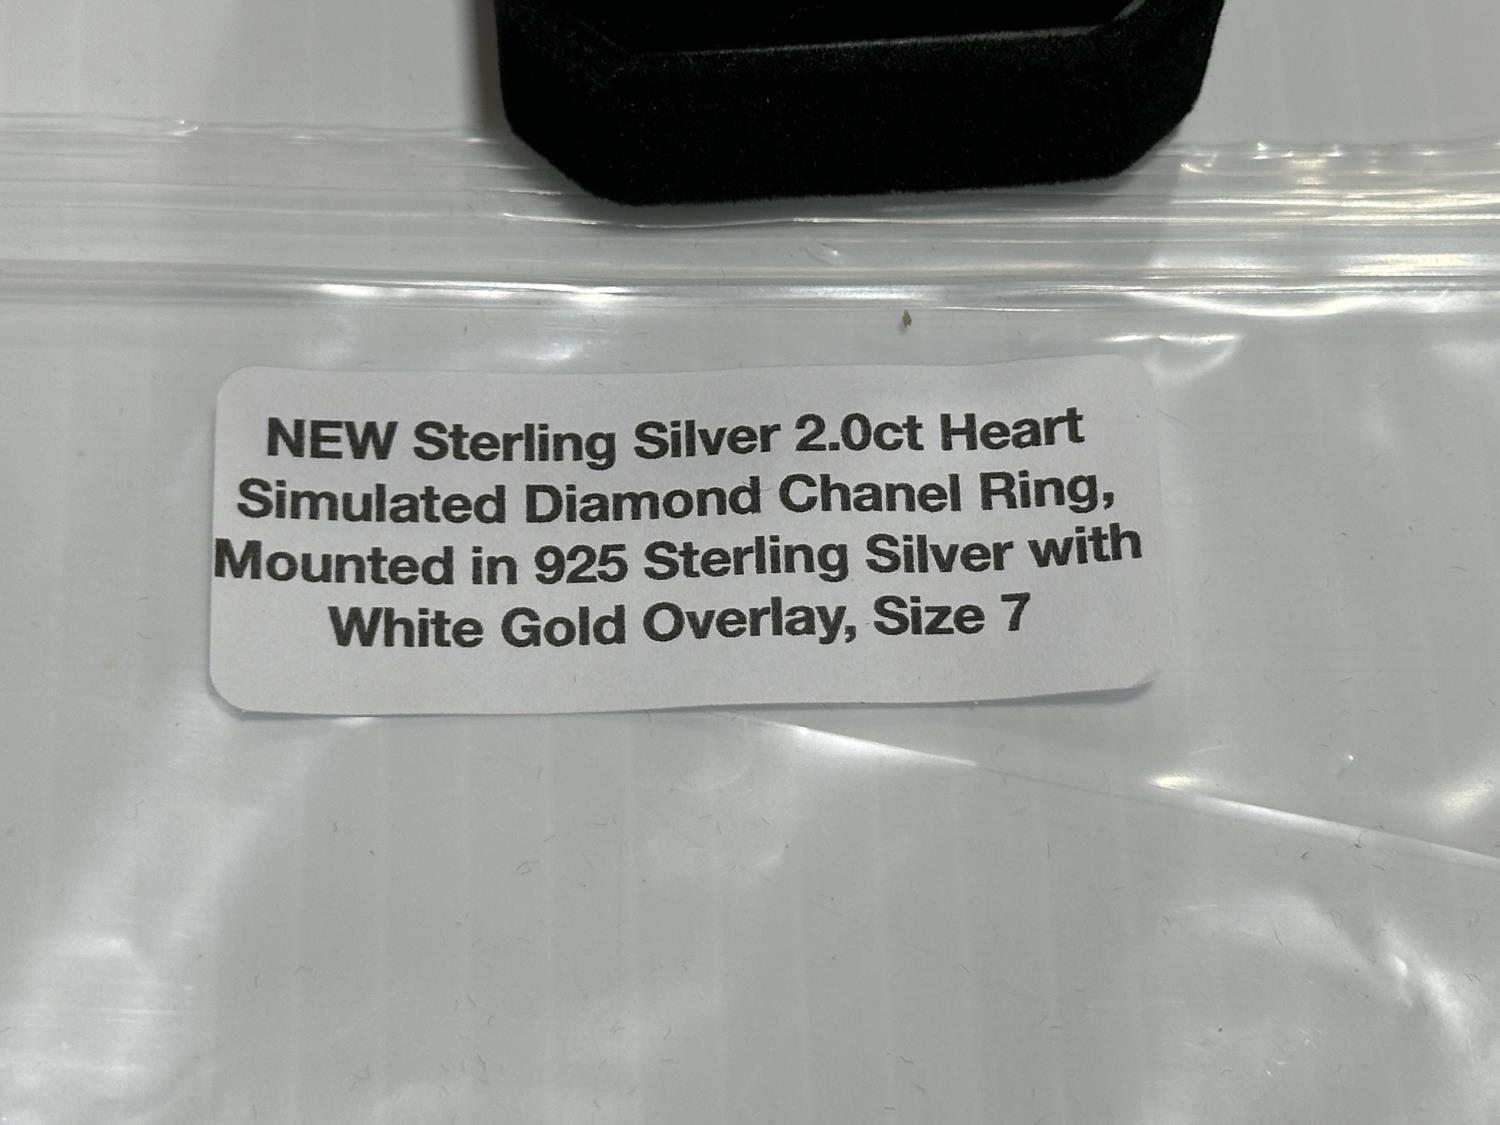 NEW Sterling Silver 2.0ct Heart
Simulated Diamond Chanel Ring,
Mounted in 925 Sterling Silver with
White Gold Overlay, Size 7